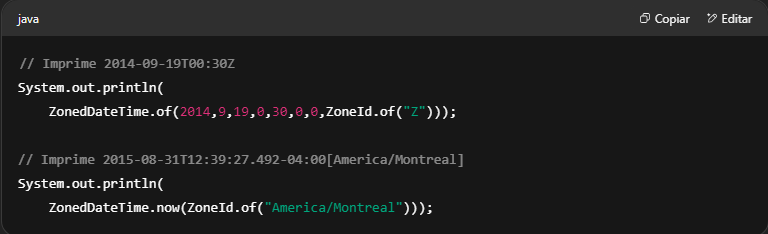 java
Copiar
Editar
// Imprime 2014-09-19T00:30Z
System.out.println(
ZonedDateTime.of(2014,9,19,0,30,0,0,ZoneId.of("Z")));
// Imprime 2015-08-31T12:39:27.492-04:00[America/Montreal]
System.out.println(
ZonedDateTime.now(ZoneId.of("America/Montreal")));